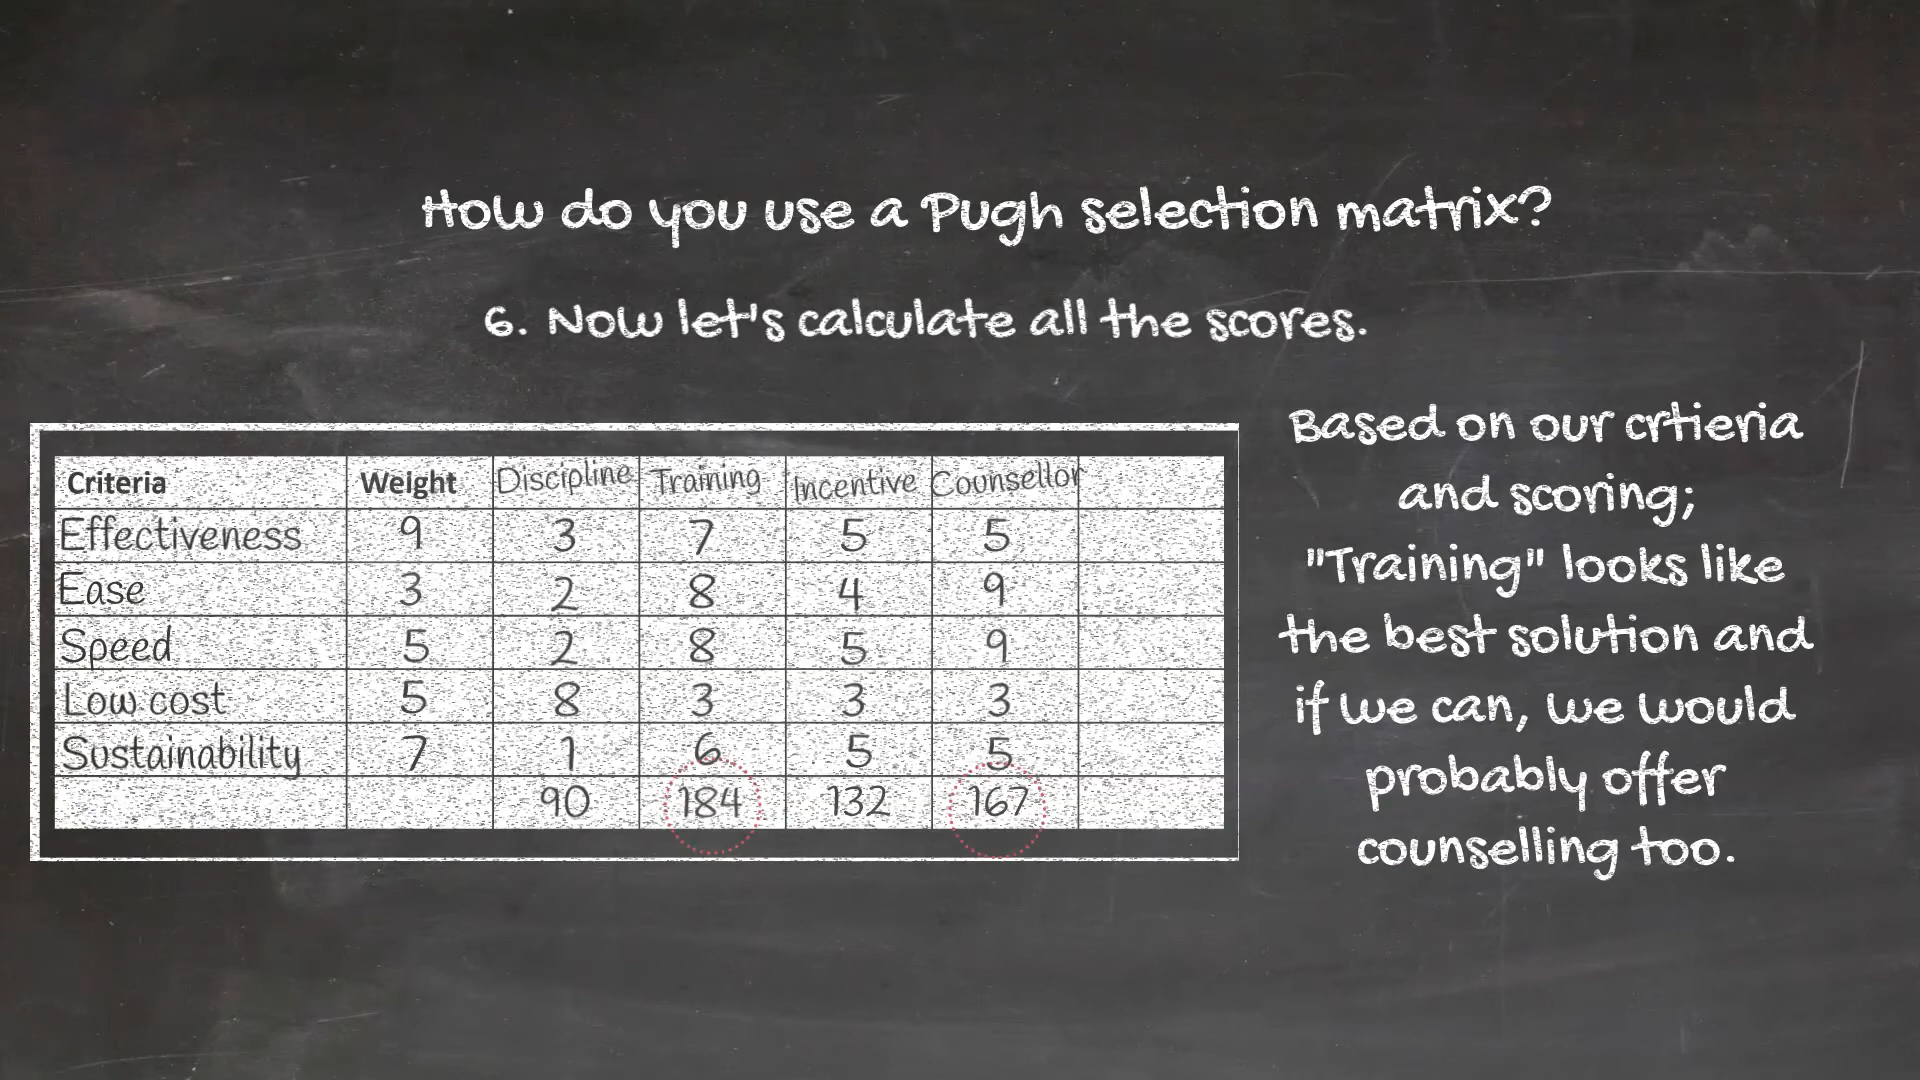 How do you use a Pugh selection matrix?
6. Now let's calculate all the scores.
Criteria Weight Discipline Training Incentive Counsellor
Effectiveness 9 3 7 5 5
Ease 3 2 8 4 9
Speed 5 2 8 5 9
Low cost 5 8 3 3 3
Sustainability 7 1 6 5 5
90 184 132 167
Based on our crtieria
and scoring;
"Training" looks like
the best solution and
if we can, we would
probably offer
counselling too.